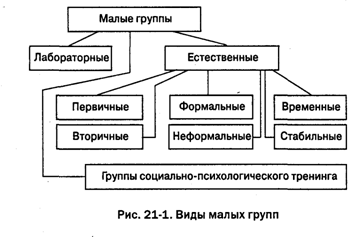 Малые группы
Лабораторные
Естественные
Первичные
Формальные
Временные
Вторичные
Неформальные
Стабильные
Группы социально-психологического тренинга
Рис. 21-1. Виды малых групп